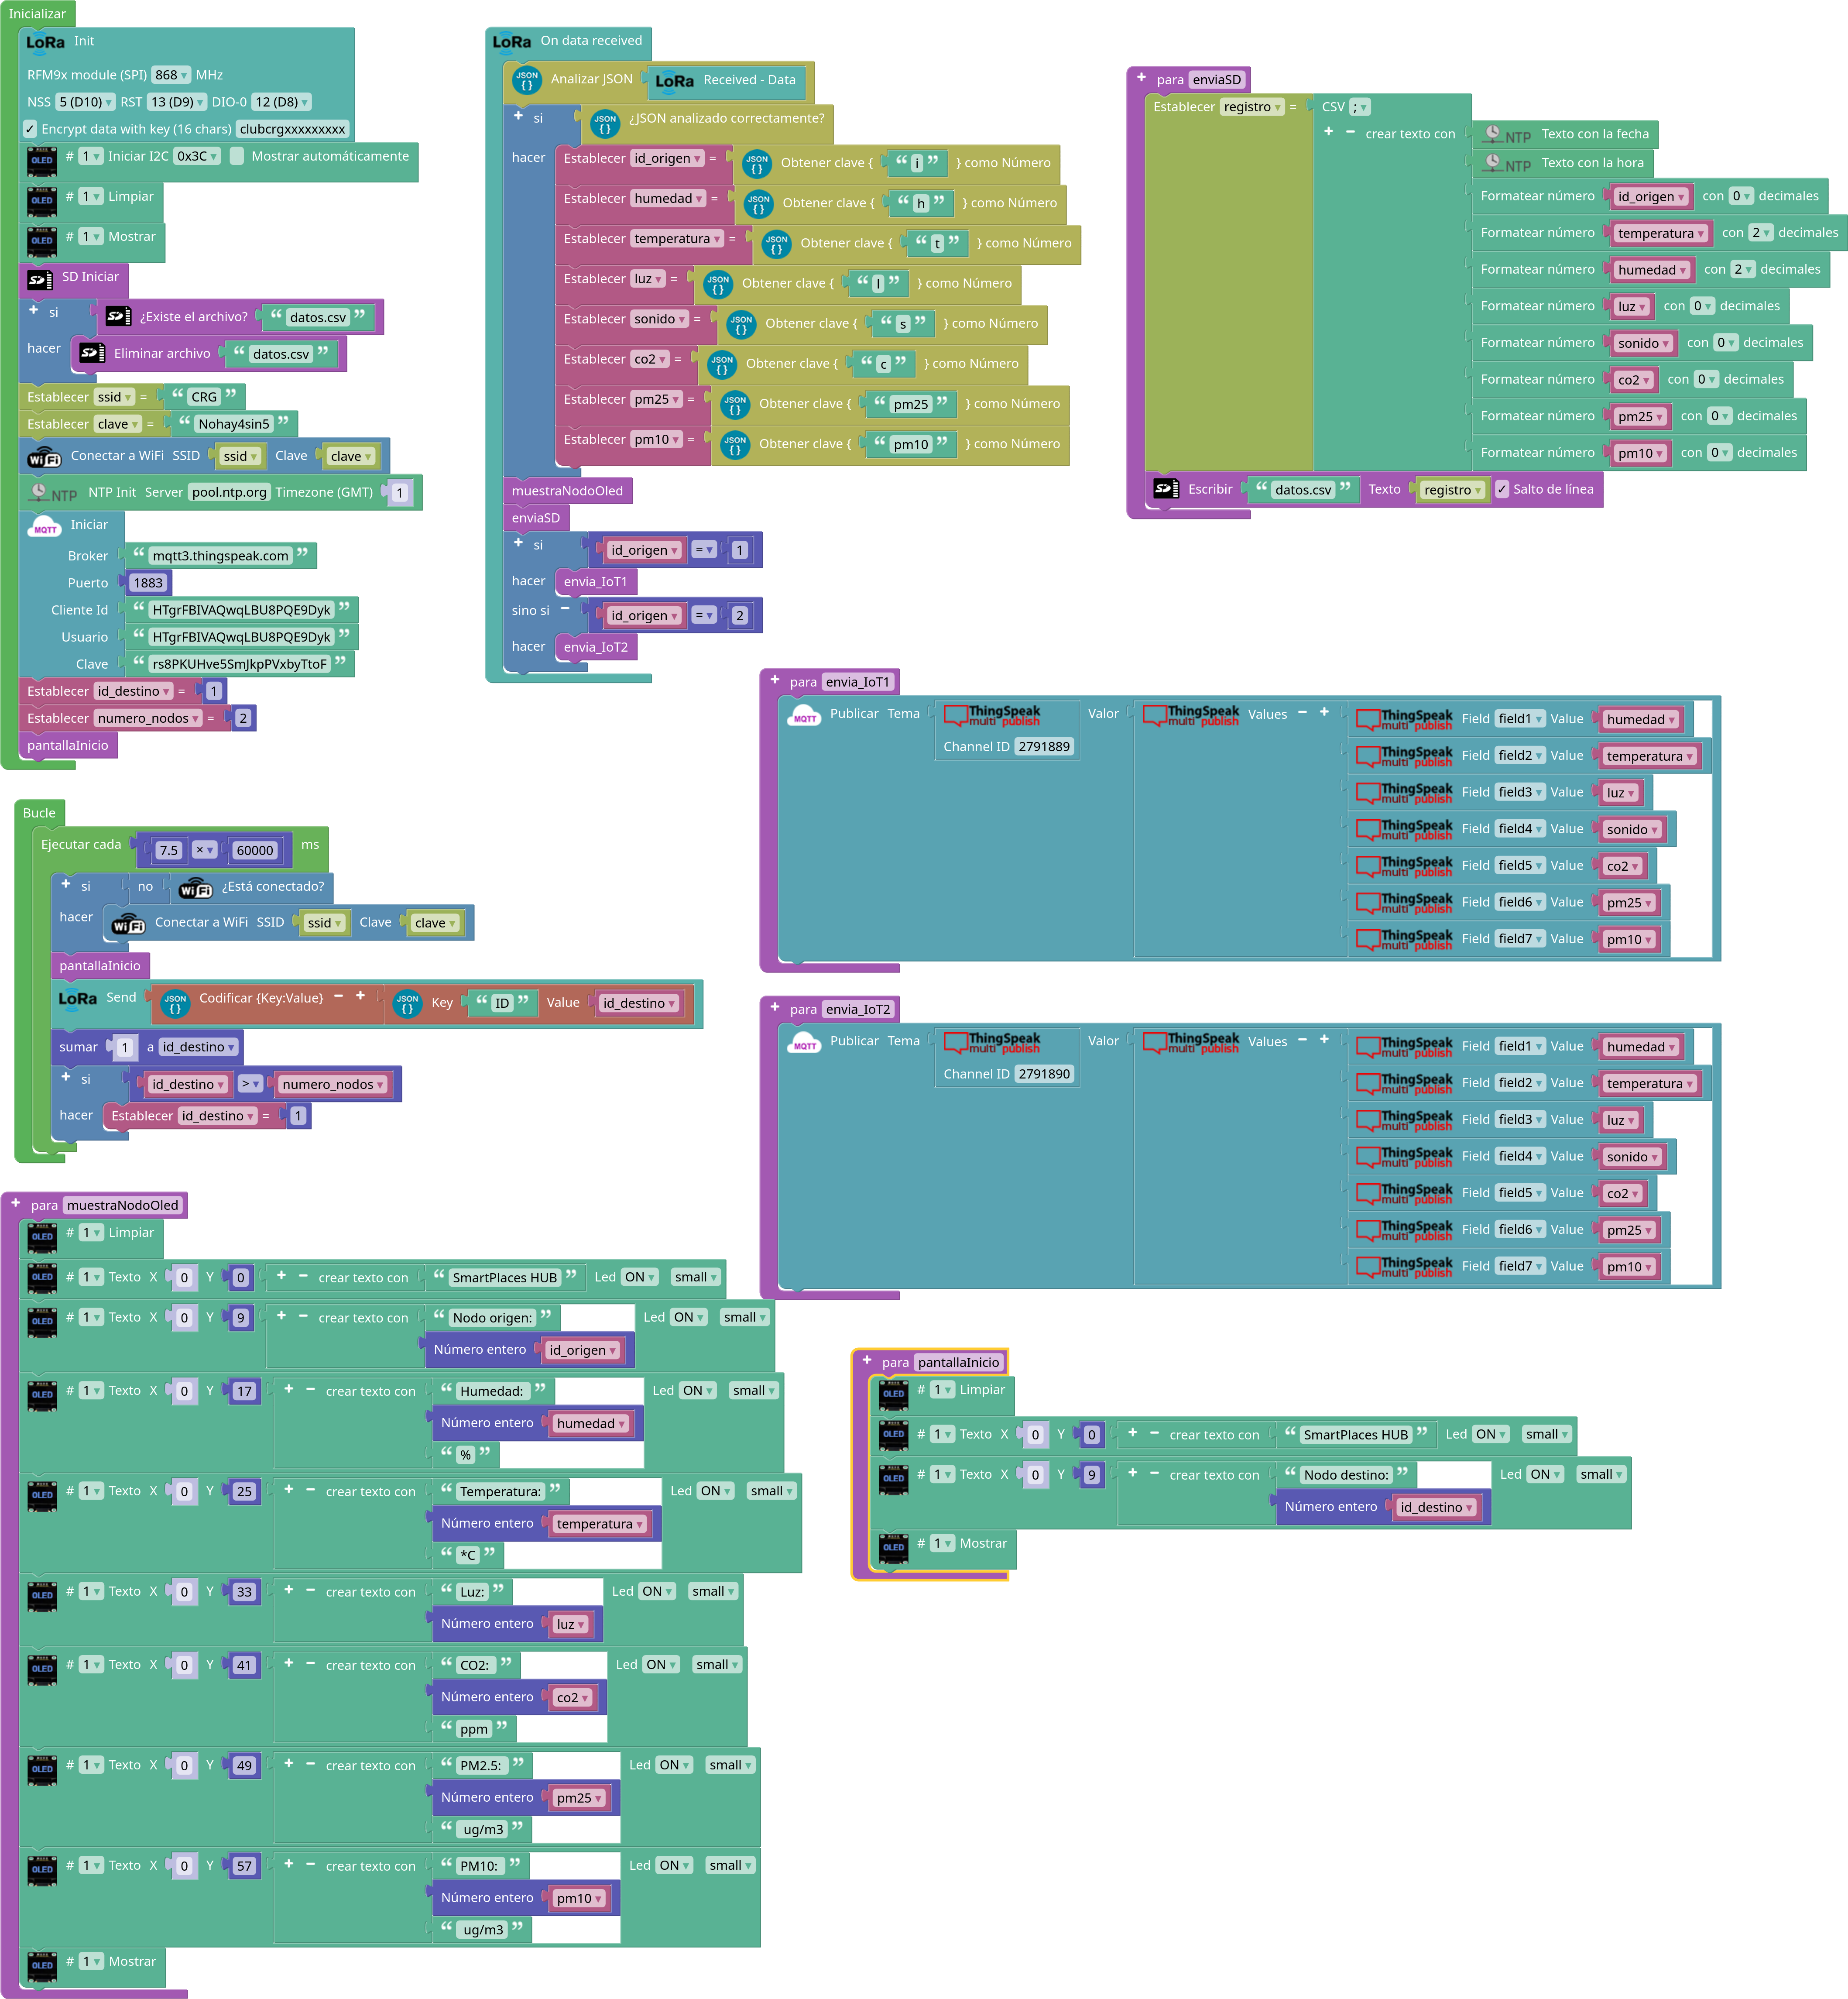 Inicializar
LoRa Init
RFM9x module (SPI) 868 MHz
NSS 5 (D10) RST 13 (D9) DIO-0 12 (D8)
✓ Encrypt data with key (16 chars) clubcrgxxxxxxxxx
OLED # 1 Iniciar I2C 0x3C Mostrar automáticamente
OLED # 1 Limpiar
OLED # 1 Mostrar
SD SD Iniciar
+ si SD ¿Existe el archivo? “ datos.csv ”
hacer SD Eliminar archivo “ datos.csv ”
Establecer ssid = “ CRG ”
Establecer clave = “ Nohay4sin5 ”
WiFi Conectar a WiFi SSID ssid Clave clave
NTP NTP Init Server pool.ntp.org Timezone (GMT) 1
MQTT Iniciar
Broker “ mqtt3.thingspeak.com ”
Puerto 1883
Cliente Id “ HTgrFBIVAQwqLBU8PQE9Dyk ”
Usuario “ HTgrFBIVAQwqLBU8PQE9Dyk ”
Clave “ rs8PKUHve5SmJkpPVxbyTtoF ”
Establecer id_destino = 1
Establecer numero_nodos = 2
pantallaInicio
LoRa On data received
JSON { } Analizar JSON LoRa Received - Data
+ si JSON { } ¿JSON analizado correctamente?
hacer Establecer id_origen = JSON { } Obtener clave { “ i ” } como Número
Establecer humedad = JSON { } Obtener clave { “ h ” } como Número
Establecer temperatura = JSON { } Obtener clave { “ t ” } como Número
Establecer luz = JSON { } Obtener clave { “ l ” } como Número
Establecer sonido = JSON { } Obtener clave { “ s ” } como Número
Establecer co2 = JSON { } Obtener clave { “ c ” } como Número
Establecer pm25 = JSON { } Obtener clave { “ pm25 ” } como Número
Establecer pm10 = JSON { } Obtener clave { “ pm10 ” } como Número
muestraNodoOled
enviaSD
+ si id_origen = 1
hacer envia_IoT1
sino si − id_origen = 2
hacer envia_IoT2
+ para enviaSD
Establecer registro = CSV ;
+ − crear texto con NTP Texto con la fecha
NTP Texto con la hora
Formatear número id_origen con 0 decimales
Formatear número temperatura con 2 decimales
Formatear número humedad con 2 decimales
Formatear número luz con 0 decimales
Formatear número sonido con 0 decimales
Formatear número co2 con 0 decimales
Formatear número pm25 con 0 decimales
Formatear número pm10 con 0 decimales
SD Escribir “ datos.csv ” Texto registro ✓ Salto de línea
+ para envia_IoT1
MQTT Publicar Tema ThingSpeak multi publish Valor ThingSpeak multi publish Values − + ThingSpeak multi publish Field field1 Value humedad
Channel ID 2791889
ThingSpeak multi publish Field field2 Value temperatura
ThingSpeak multi publish Field field3 Value luz
ThingSpeak multi publish Field field4 Value sonido
ThingSpeak multi publish Field field5 Value co2
ThingSpeak multi publish Field field6 Value pm25
ThingSpeak multi publish Field field7 Value pm10
Bucle
Ejecutar cada 7.5 × 60000 ms
+ si no WiFi ¿Está conectado?
hacer WiFi Conectar a WiFi SSID ssid Clave clave
pantallaInicio
LoRa Send JSON { } Codificar {Key:Value} − + JSON { } Key “ ID ” Value id_destino
sumar 1 a id_destino
+ si id_destino > numero_nodos
hacer Establecer id_destino = 1
+ para envia_IoT2
MQTT Publicar Tema ThingSpeak multi publish Valor ThingSpeak multi publish Values − + ThingSpeak multi publish Field field1 Value humedad
Channel ID 2791890
ThingSpeak multi publish Field field2 Value temperatura
ThingSpeak multi publish Field field3 Value luz
ThingSpeak multi publish Field field4 Value sonido
ThingSpeak multi publish Field field5 Value co2
ThingSpeak multi publish Field field6 Value pm25
ThingSpeak multi publish Field field7 Value pm10
+ para muestraNodoOled
OLED # 1 Limpiar
OLED # 1 Texto X 0 Y 0 + − crear texto con “ SmartPlaces HUB ” Led ON small
OLED # 1 Texto X 0 Y 9 + − crear texto con “ Nodo origen: ” Led ON small
Número entero id_origen
OLED # 1 Texto X 0 Y 17 + − crear texto con “ Humedad: ” Led ON small
Número entero humedad
“ % ”
OLED # 1 Texto X 0 Y 25 + − crear texto con “ Temperatura: ” Led ON small
Número entero temperatura
“ *C ”
OLED # 1 Texto X 0 Y 33 + − crear texto con “ Luz: ” Led ON small
Número entero luz
OLED # 1 Texto X 0 Y 41 + − crear texto con “ CO2: ” Led ON small
Número entero co2
“ ppm ”
OLED # 1 Texto X 0 Y 49 + − crear texto con “ PM2.5: ” Led ON small
Número entero pm25
“ ug/m3 ”
OLED # 1 Texto X 0 Y 57 + − crear texto con “ PM10: ” Led ON small
Número entero pm10
“ ug/m3 ”
OLED # 1 Mostrar
+ para pantallaInicio
OLED # 1 Limpiar
OLED # 1 Texto X 0 Y 0 + − crear texto con “ SmartPlaces HUB ” Led ON small
OLED # 1 Texto X 0 Y 9 + − crear texto con “ Nodo destino: ” Led ON small
Número entero id_destino
OLED # 1 Mostrar